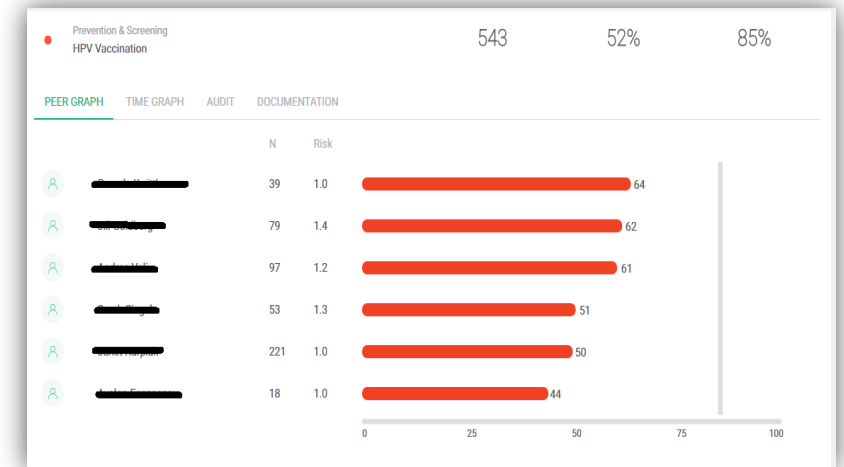 Prevention & Screening
HPV Vaccination
543 52% 85%
PEER GRAPH TIME GRAPH AUDIT DOCUMENTATION
N Risk
39 1.0 64
79 1.4 62
97 1.2 61
53 1.3 51
221 1.0 50
18 1.0 44
0 25 50 75 100